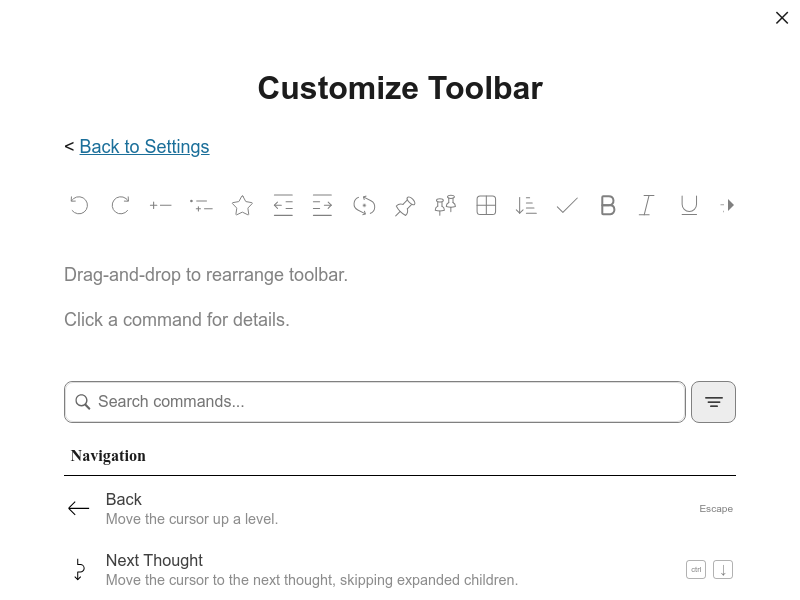 Customize Toolbar
< Back to Settings
Drag-and-drop to rearrange toolbar.
Click a command for details.
Search commands...
Navigation
Back
Move the cursor up a level.
Escape
Next Thought
Move the cursor to the next thought, skipping expanded children.
ctrl ↓